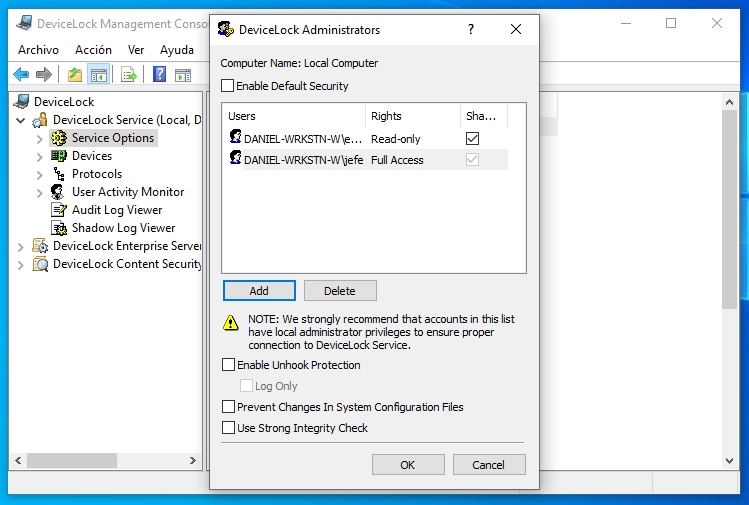 DeviceLock Management Conso
Archivo Acción Ver Ayuda
DeviceLock
DeviceLock Service (Local, D
Service Options
Devices
Protocols
User Activity Monitor
Audit Log Viewer
Shadow Log Viewer
DeviceLock Enterprise Server
DeviceLock Content Security
DeviceLock Administrators
Computer Name: Local Computer
Enable Default Security
Users Rights Sha...
DANIEL-WRKSTN-W\e... Read-only
DANIEL-WRKSTN-W\jefe Full Access
Add Delete
NOTE: We strongly recommend that accounts in this list
have local administrator privileges to ensure proper
connection to DeviceLock Service.
Enable Unhook Protection
Log Only
Prevent Changes In System Configuration Files
Use Strong Integrity Check
OK Cancel